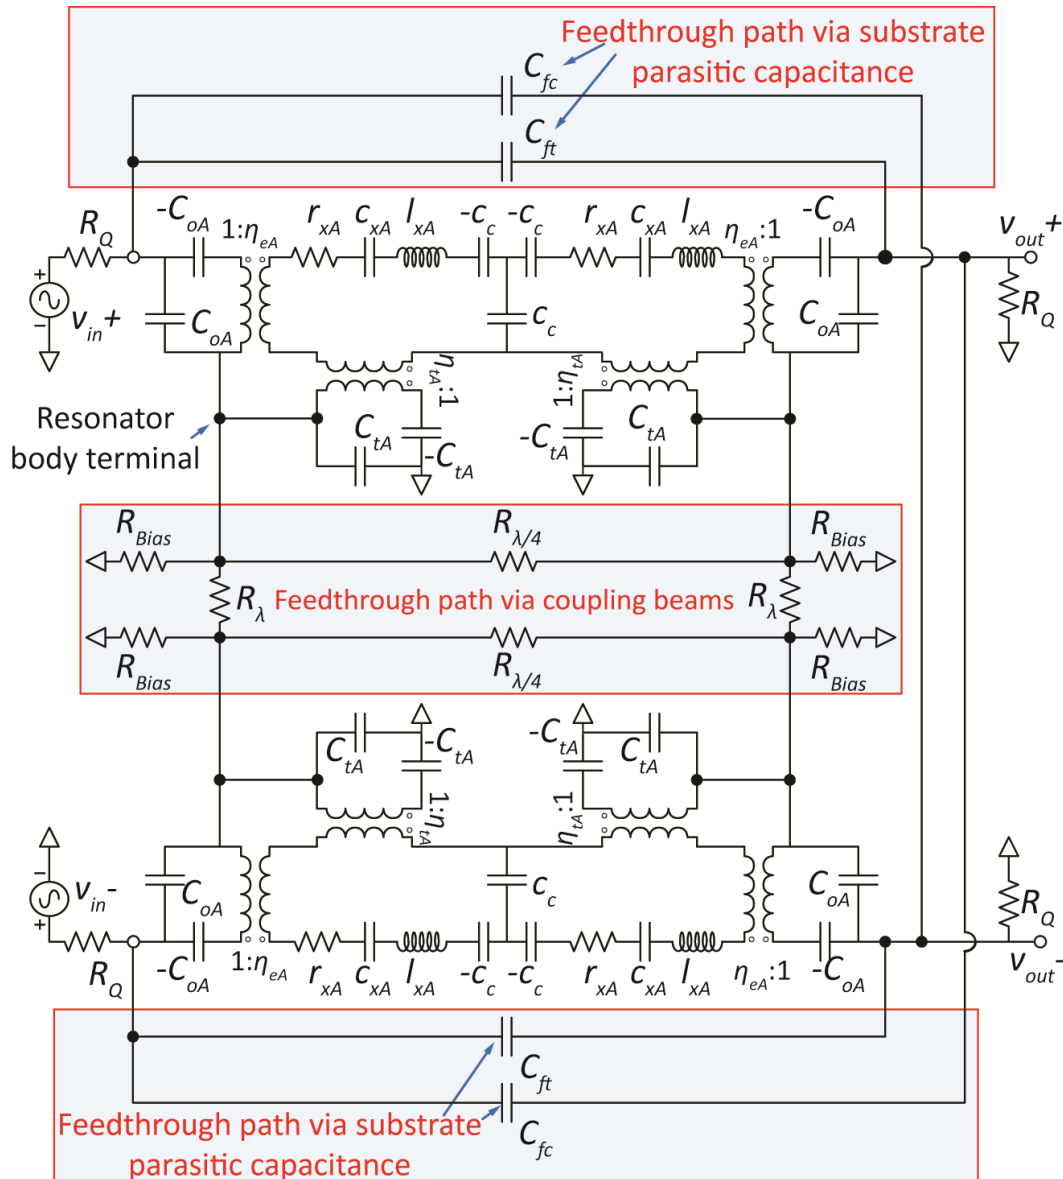 Feedthrough path via substrate
parasitic capacitance
C_fc
C_ft
R_Q
-C_oA
1:η_eA
r_xA
c_xA
l_xA
-c_c
-c_c
r_xA
c_xA
l_xA
η_eA:1
-C_oA
v_out+
+
−
v_in+
C_oA
c_c
C_oA
R_Q
η_tA:1
1:η_tA
Resonator
body terminal
C_tA
-C_tA
-C_tA
C_tA
R_Bias
R_λ/4
R_Bias
R_λ
Feedthrough path via coupling beams
R_λ
R_Bias
R_λ/4
R_Bias
C_tA
-C_tA
-C_tA
C_tA
1:η_tA
η_tA:1
−
+
v_in-
C_oA
c_c
C_oA
R_Q
R_Q
-C_oA
1:η_eA
r_xA
c_xA
l_xA
-c_c
-c_c
r_xA
c_xA
l_xA
η_eA:1
-C_oA
v_out-
C_ft
Feedthrough path via substrate
parasitic capacitance
C_fc